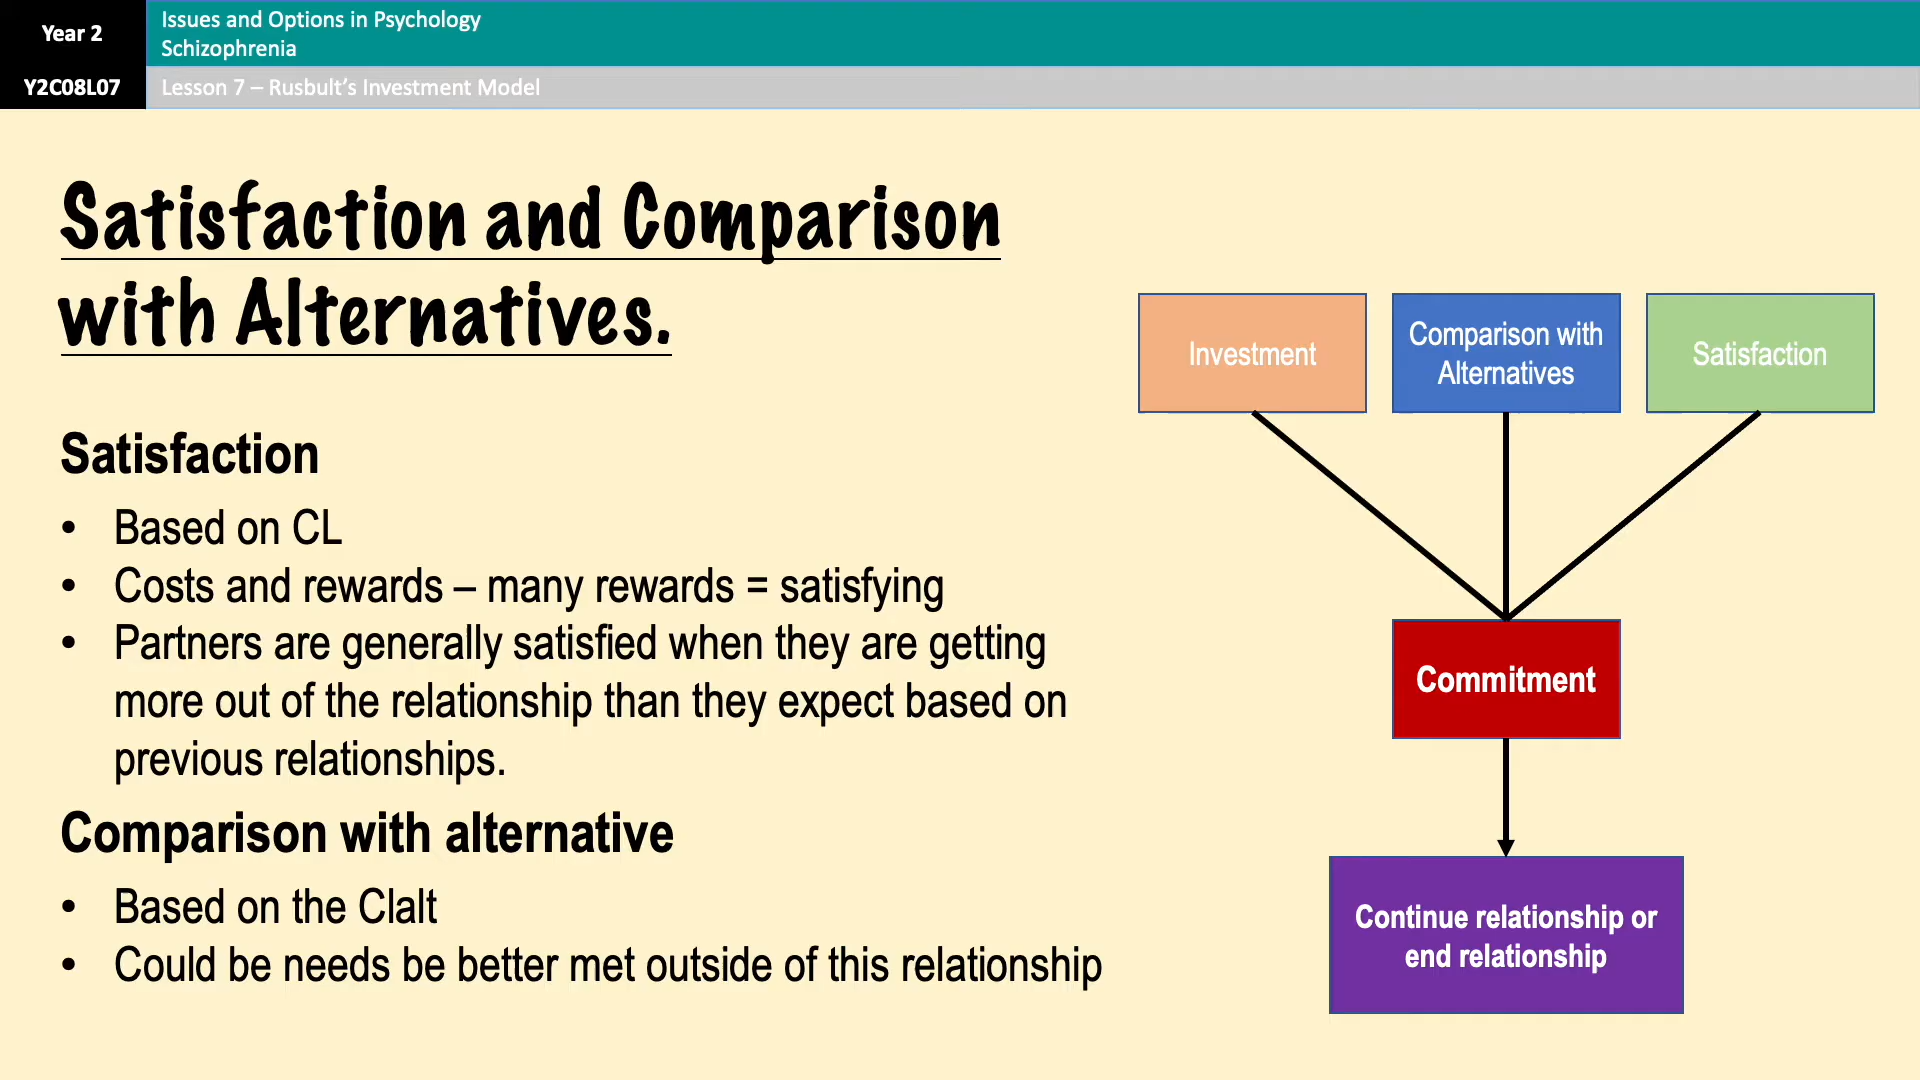 Year 2
Issues and Options in Psychology
Schizophrenia
Y2C08L07
Lesson 7 – Rusbult's Investment Model
Satisfaction and Comparison
with Alternatives.
Satisfaction
• Based on CL
• Costs and rewards – many rewards = satisfying
• Partners are generally satisfied when they are getting
more out of the relationship than they expect based on
previous relationships.
Comparison with alternative
• Based on the Clalt
• Could be needs be better met outside of this relationship
Investment
Comparison with
Alternatives
Satisfaction
Commitment
Continue relationship or
end relationship